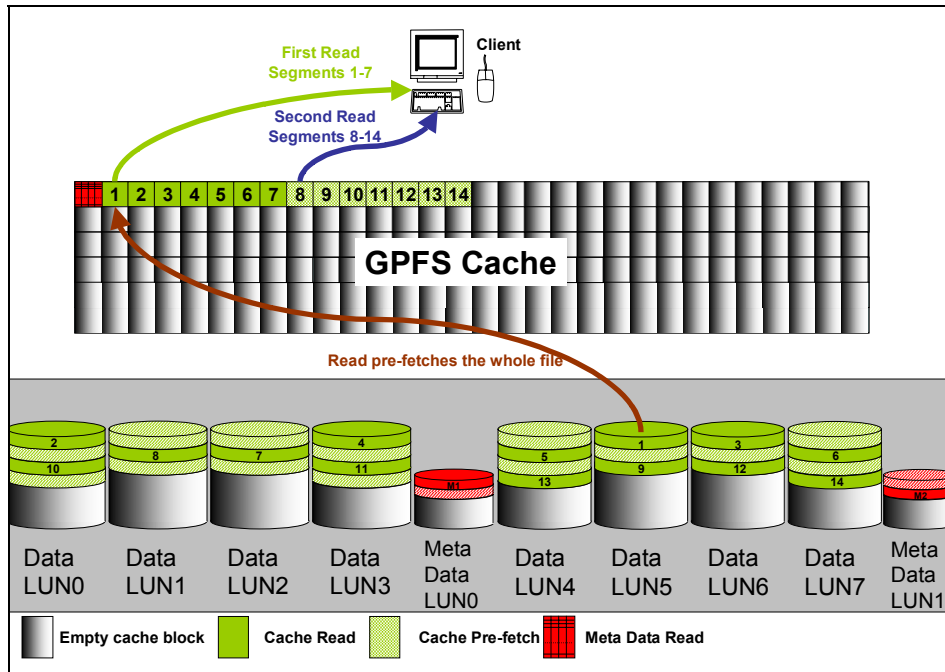 First Read
Segments 1-7
Client
Second Read
Segments 8-14
1 2 3 4 5 6 7 8 9 10 11 12 13 14
GPFS Cache
Read pre-fetches the whole file
2
10
8
7
4
11
M1
5
13
1
9
3
12
6
14
M2
Data
LUN0
Data
LUN1
Data
LUN2
Data
LUN3
Meta
Data
LUN0
Data
LUN4
Data
LUN5
Data
LUN6
Data
LUN7
Meta
Data
LUN1
Empty cache block
Cache Read
Cache Pre-fetch
Meta Data Read